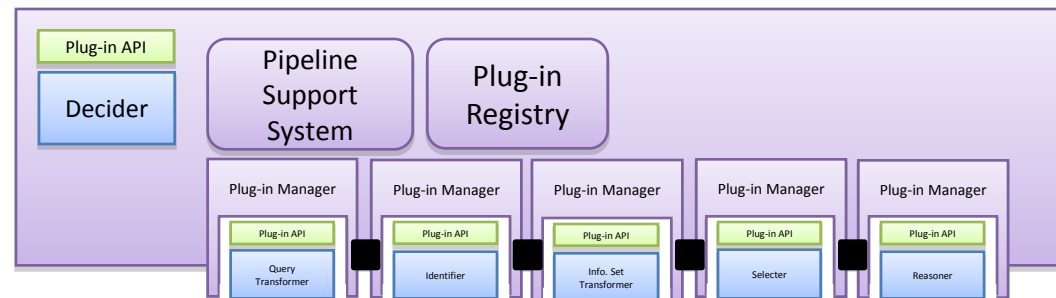 Plug-in API
Decider
Pipeline
Support
System
Plug-in
Registry
Plug-in Manager
Plug-in Manager
Plug-in Manager
Plug-in Manager
Plug-in Manager
Plug-in API
Plug-in API
Plug-in API
Plug-in API
Plug-in API
Query
Transformer
Identifier
Info. Set
Transformer
Selecter
Reasoner